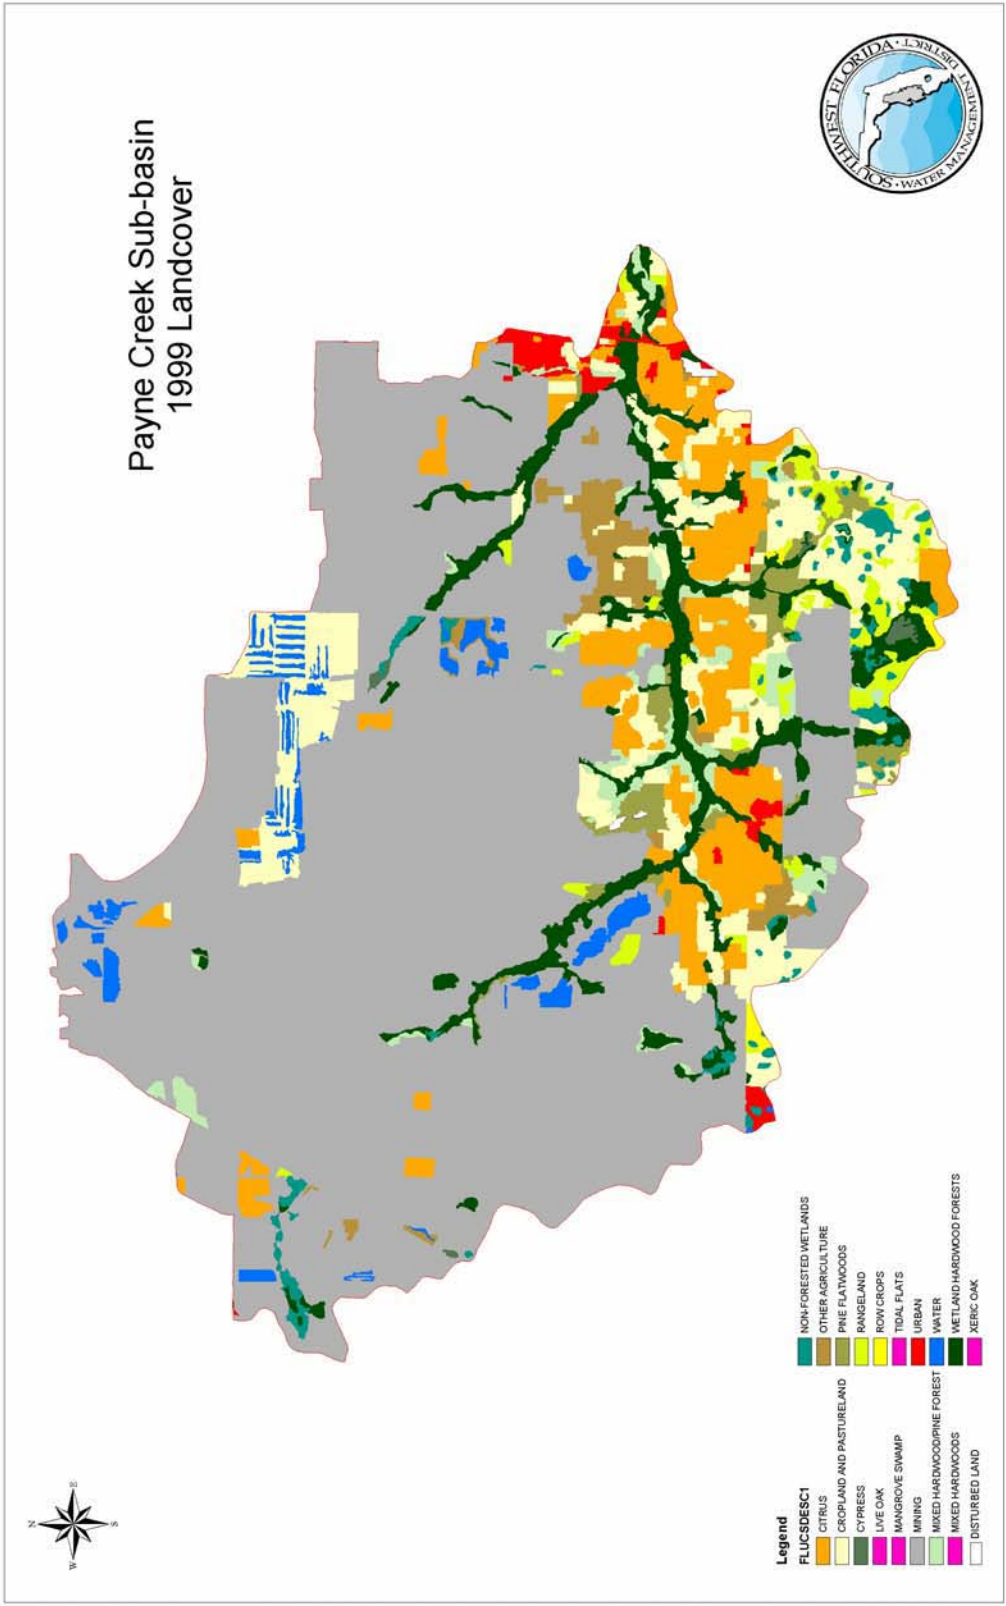 Payne Creek Sub-basin
1999 Landcover
SOUTHWEST FLORIDA
WATER MANAGEMENT DISTRICT
N
E
S
W
Legend
FLUCSDESC1
CITRUS
CROPLAND AND PASTURELAND
CYPRESS
LIVE OAK
MANGROVE SWAMP
MINING
MIXED HARDWOOD/PINE FOREST
MIXED HARDWOODS
DISTURBED LAND
NON-FORESTED WETLANDS
OTHER AGRICULTURE
PINE FLATWOODS
RANGELAND
ROW CROPS
TIDAL FLATS
URBAN
WATER
WETLAND HARDWOOD FORESTS
XERIC OAK